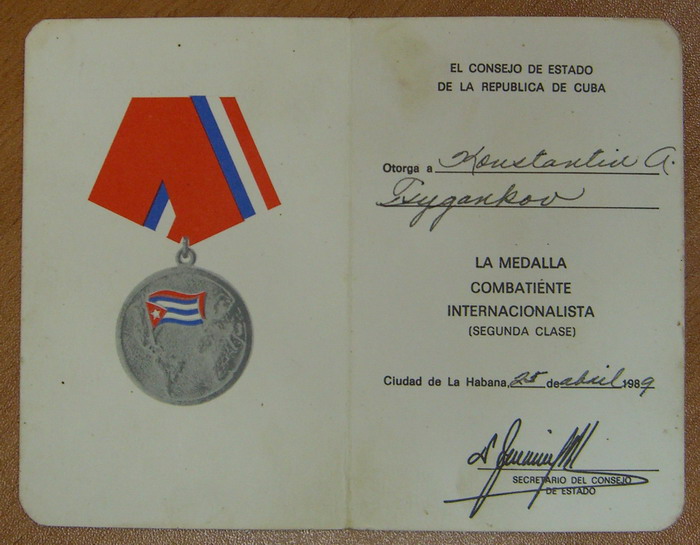 EL CONSEJO DE ESTADO
DE LA REPUBLICA DE CUBA
Otorga a Konstantin A.
Tsygankov
LA MEDALLA
COMBATIENTE
INTERNACIONALISTA
(SEGUNDA CLASE)
Ciudad de La Habana, 25 de abril 1989
SECRETARIO DEL CONSEJO
DE ESTADO